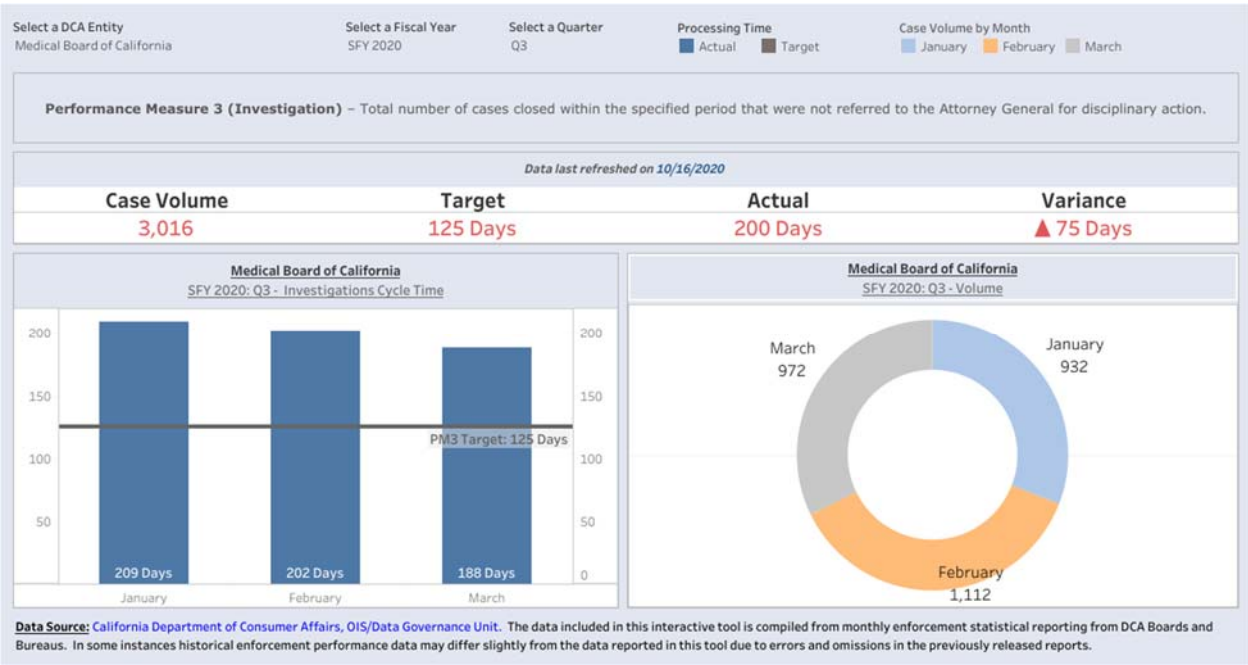 Select a DCA Entity
Medical Board of California
Select a Fiscal Year
SFY 2020
Select a Quarter
Q3
Processing Time
Actual Target
Case Volume by Month
January February March
Performance Measure 3 (Investigation) – Total number of cases closed within the specified period that were not referred to the Attorney General for disciplinary action.
Data last refreshed on 10/16/2020
Case Volume Target Actual Variance
3,016 125 Days 200 Days ▲ 75 Days
Medical Board of California
SFY 2020: Q3 - Investigations Cycle Time
200 200
150 150
PM3 Target: 125 Days
100 100
50 50
0
209 Days 202 Days 188 Days
January February March
Medical Board of California
SFY 2020: Q3 - Volume
January
932
March
972
February
1,112
Data Source: California Department of Consumer Affairs, OIS/Data Governance Unit. The data included in this interactive tool is compiled from monthly enforcement statistical reporting from DCA Boards and
Bureaus. In some instances historical enforcement performance data may differ slightly from the data reported in this tool due to errors and omissions in the previously released reports.